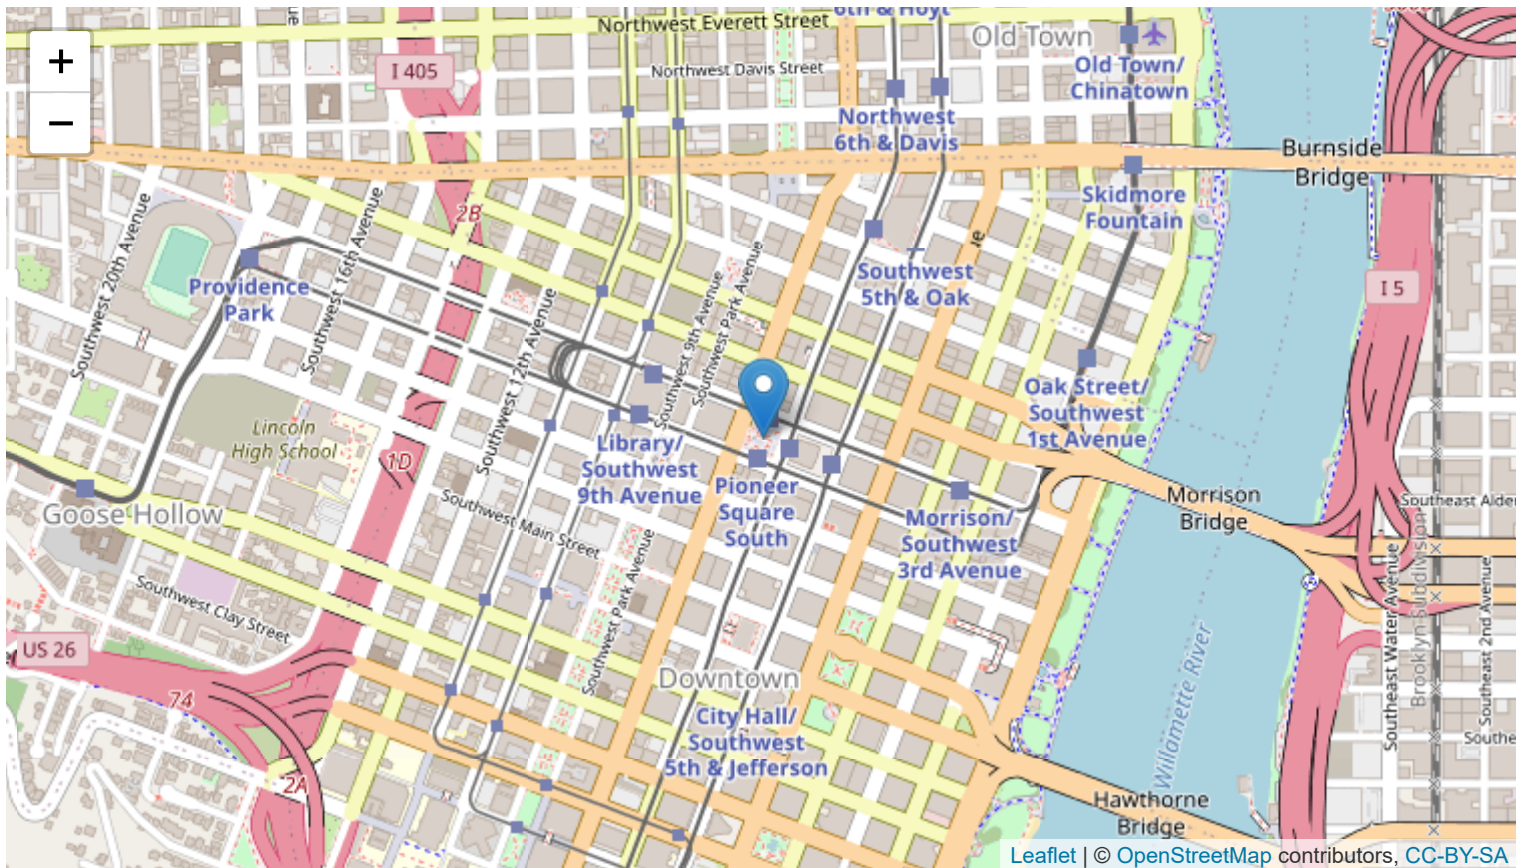 +
−
Northwest Everett Street
6th & Hoyt
Old Town
I 405
Northwest Davis Street
Old Town/
Chinatown
Northwest
6th & Davis
Burnside
Bridge
2B
Skidmore
Fountain
Southwest 20th Avenue
Southwest 16th Avenue
Providence
Park
Southwest 12th Avenue
Southwest 9th Avenue
Southwest Park Avenue
Southwest
5th & Oak
I 5
Oak Street/
Southwest
1st Avenue
Lincoln
High School
1D
Library/
Southwest
9th Avenue
Pioneer
Square
South
Morrison/
Southwest
3rd Avenue
Morrison
Bridge
Southeast Alder
Goose Hollow
Southwest Main Street
Southwest Clay Street
Southwest Park Avenue
Southeast Water Avenue
Brooklyn Subdivision
Southeast 2nd Avenue
US 26
74
Downtown
City Hall/
Southwest
5th & Jefferson
Willamette River
Southe
2A
Hawthorne
Bridge
Leaflet | © OpenStreetMap contributors, CC-BY-SA